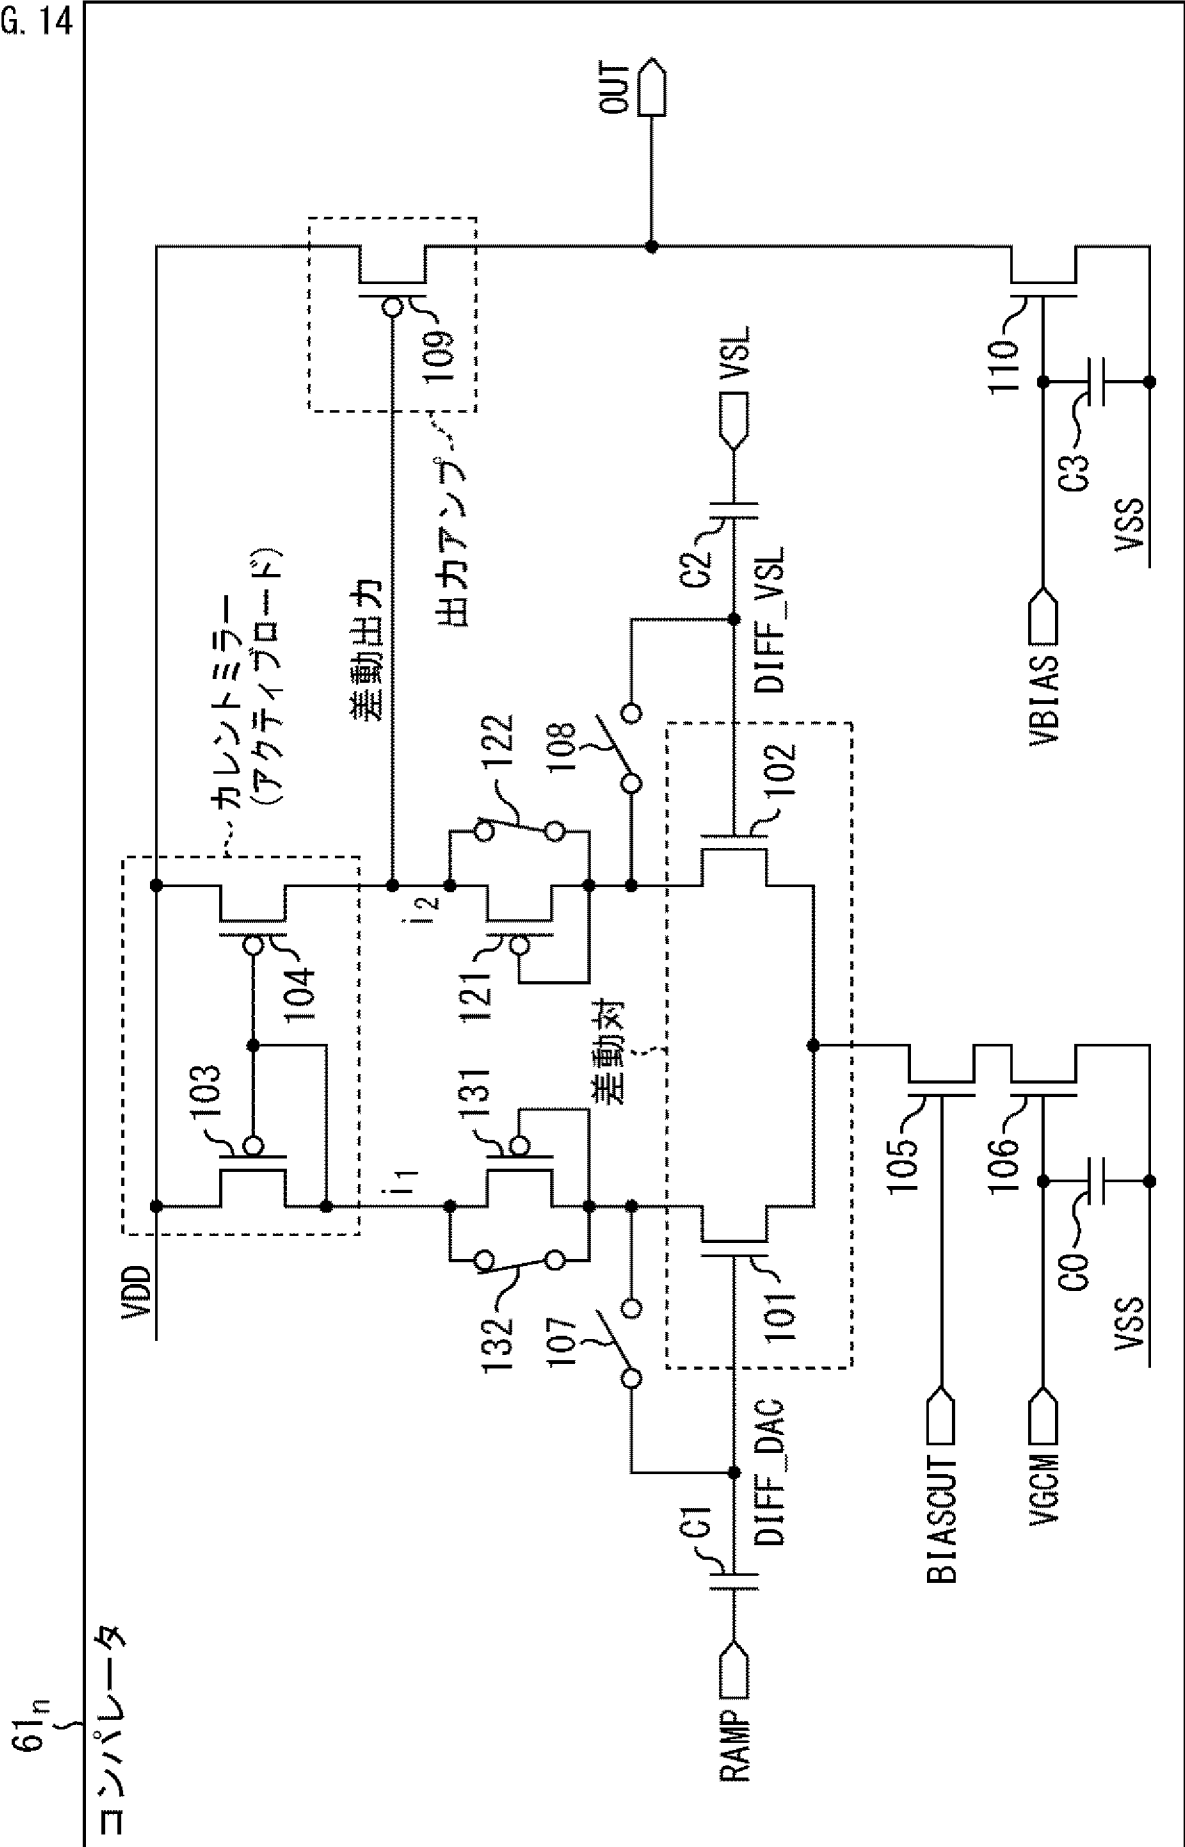 G. 14
61n
コンパレータ
VDD
103
104
カレントミラー
(アクティブロード)
差動出力
109
出力アンプ
OUT
i1
i2
132
131
121
122
107
108
差動対
101
102
RAMP
C1
DIFF_DAC
DIFF_VSL
C2
VSL
BIASCUT
105
VGCM
106
C0
VSS
VBIAS
110
C3
VSS